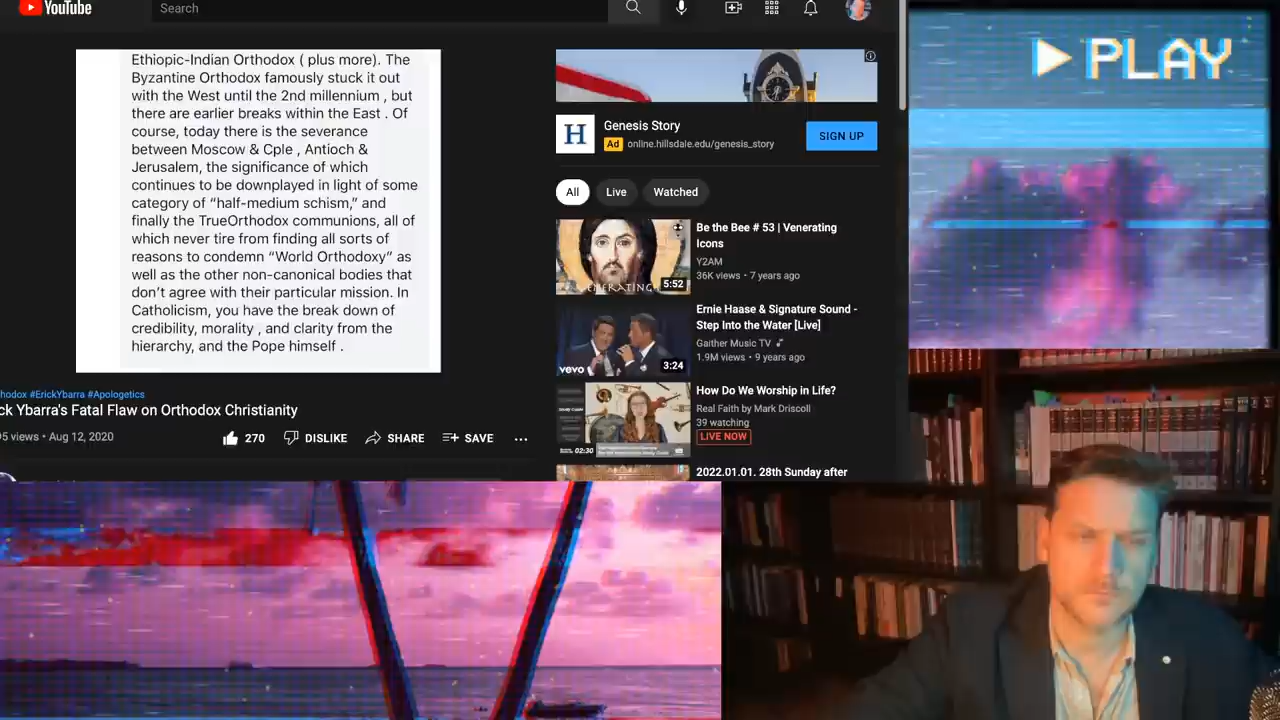 YouTube
Search
Ethiopic-Indian Orthodox ( plus more). The
Byzantine Orthodox famously stuck it out
with the West until the 2nd millennium , but
there are earlier breaks within the East . Of
course, today there is the severance
between Moscow & Cple , Antioch &
Jerusalem, the significance of which
continues to be downplayed in light of some
category of “half-medium schism,” and
finally the TrueOrthodox communions, all of
which never tire from finding all sorts of
reasons to condemn “World Orthodoxy” as
well as the other non-canonical bodies that
don’t agree with their particular mission. In
Catholicism, you have the break down of
credibility, morality , and clarity from the
hierarchy, and the Pope himself .
hodox #ErickYbarra #Apologetics
ck Ybarra's Fatal Flaw on Orthodox Christianity
95 views • Aug 12, 2020
270
DISLIKE
SHARE
SAVE
H
Genesis Story
Ad online.hillsdale.edu/genesis_story
SIGN UP
All
Live
Watched
5:52
Be the Bee # 53 | Venerating
Icons
Y2AM
36K views • 7 years ago
vevo
3:24
Ernie Haase & Signature Sound -
Step Into the Water [Live]
Gaither Music TV
1.9M views • 9 years ago
02:30
How Do We Worship in Life?
Real Faith by Mark Driscoll
39 watching
LIVE NOW
2022.01.01. 28th Sunday after
PLAY